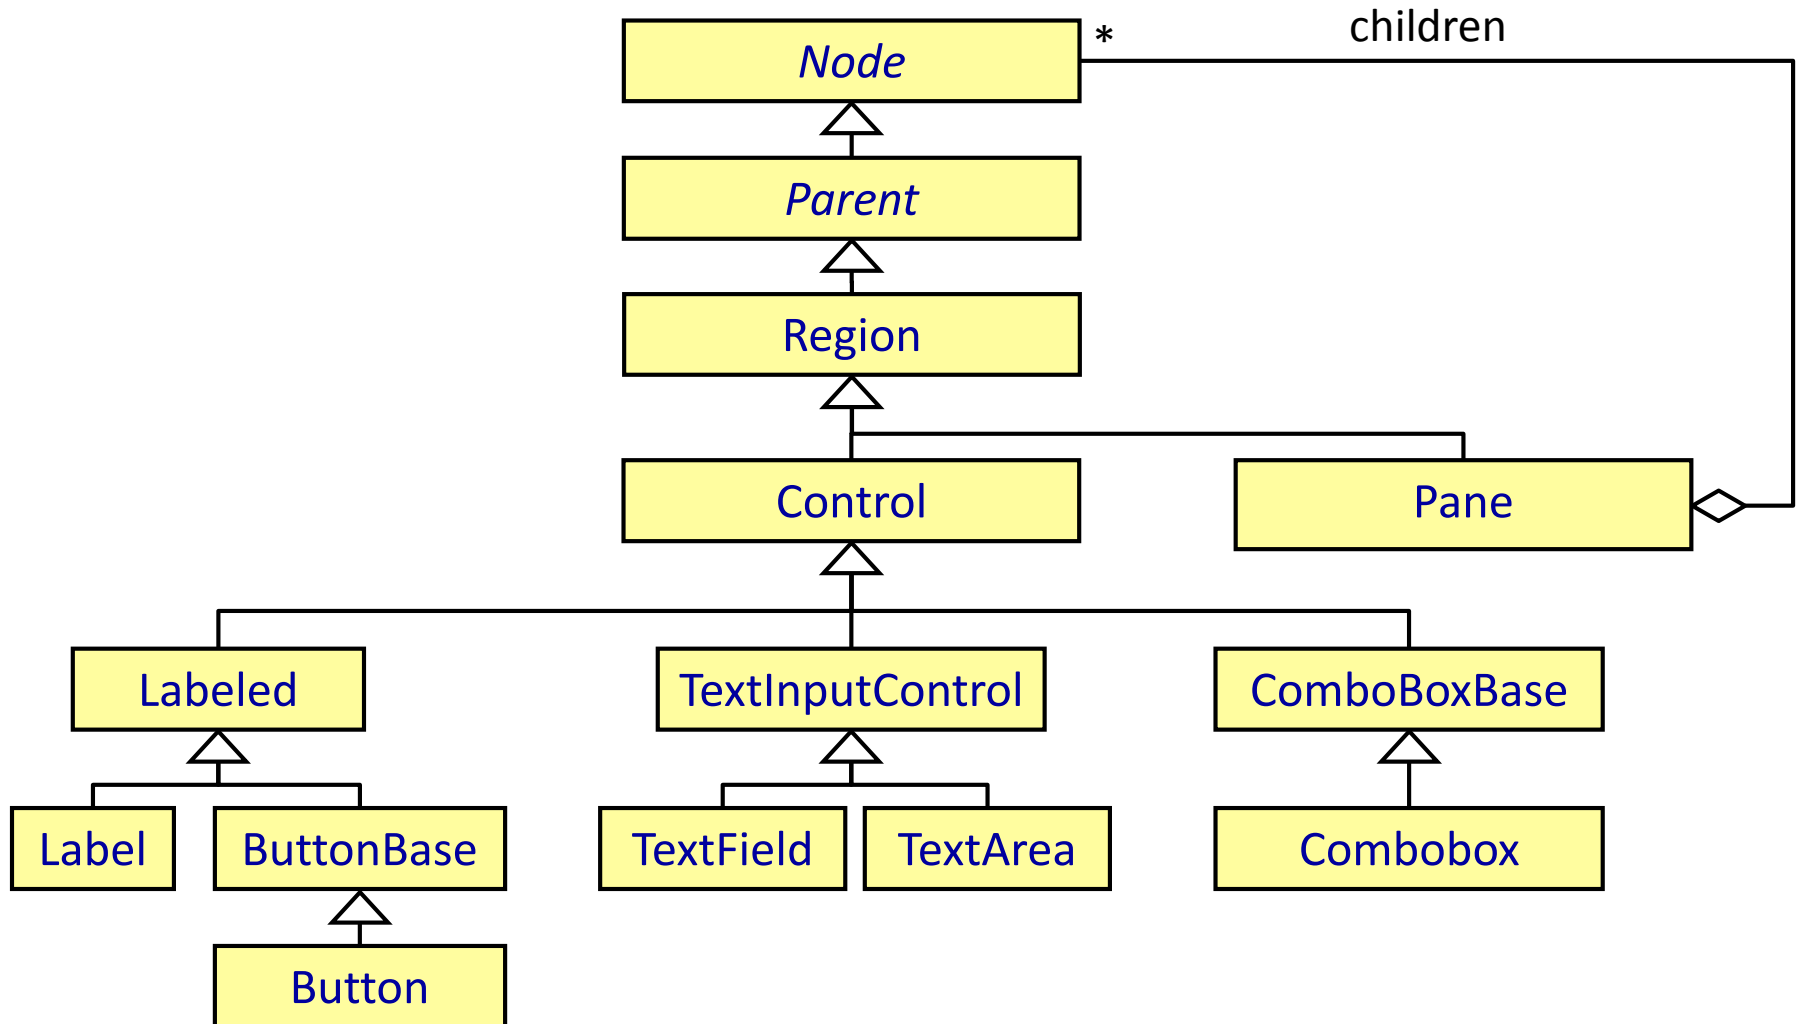 children
*
Node
Parent
Region
Control
Pane
Labeled
TextInputControl
ComboBoxBase
Label
ButtonBase
TextField
TextArea
Combobox
Button